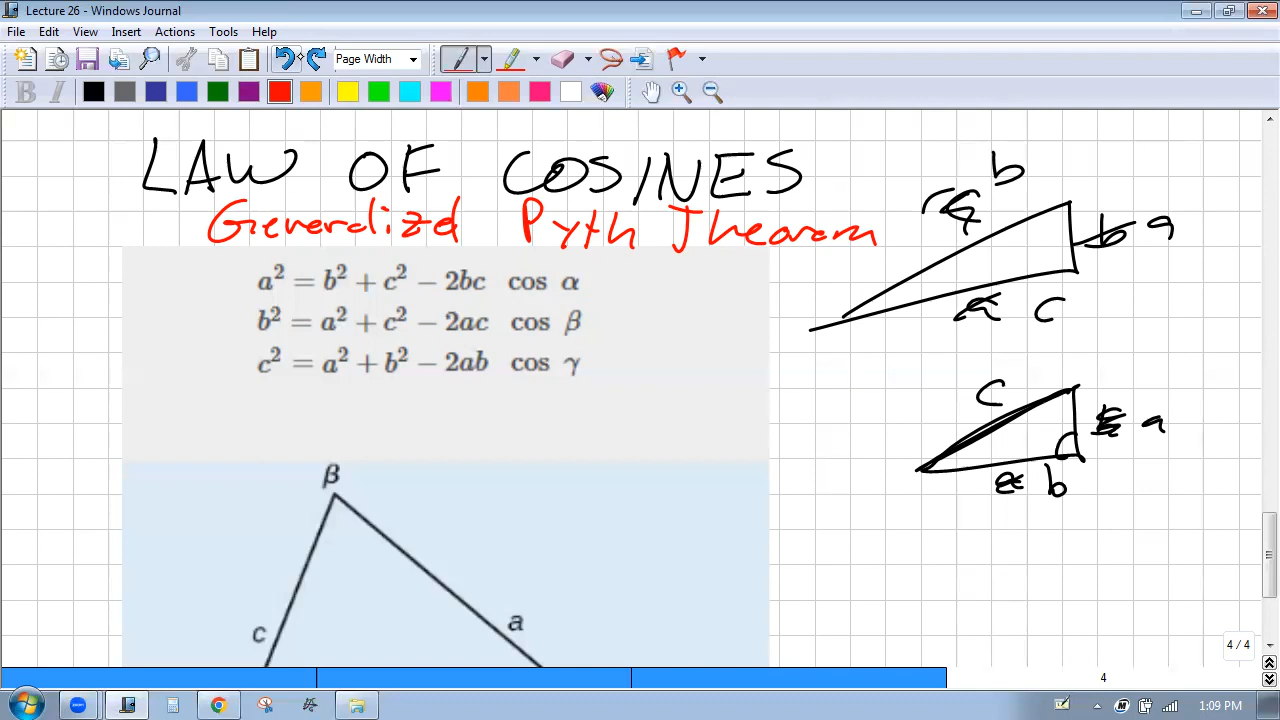 Lecture 26 - Windows Journal
File Edit View Insert Actions Tools Help
Page Width
B I
LAW OF COSINES
Generalized Pyth Theorem
a² = b² + c² − 2bc cos α
b² = a² + c² − 2ac cos β
c² = a² + b² − 2ab cos γ
β
c
a
b
b a
a c
c
a
a b
4 / 4
4
1:09 PM